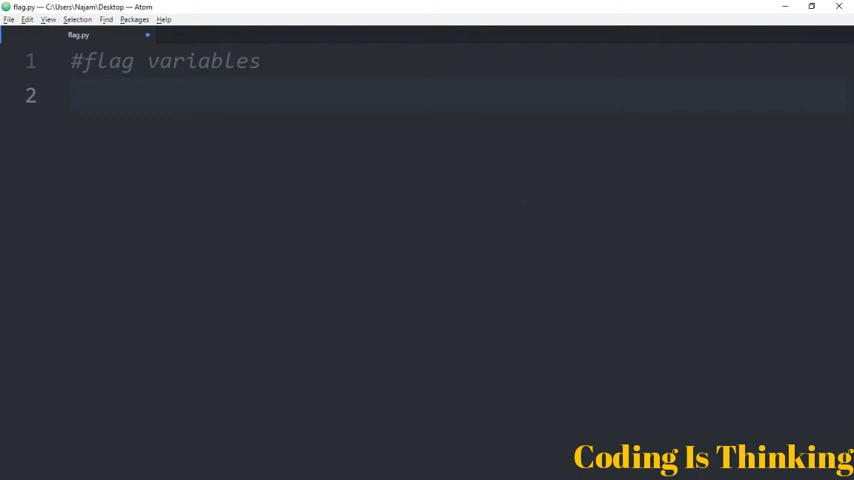 flag.py — C:\Users\Najam\Desktop — Atom
File Edit View Selection Find Packages Help
flag.py
1 #flag variables
2
Coding Is Thinking